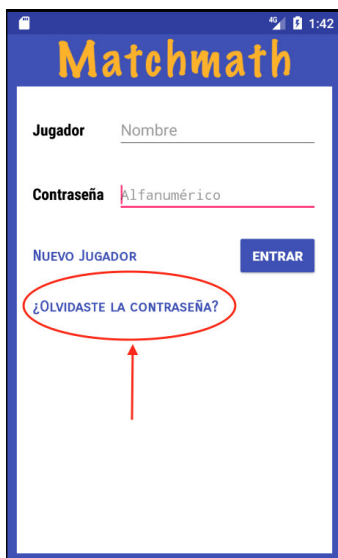 4G 1:42
Matchmath
Jugador Nombre
Contraseña Alfanumérico
NUEVO JUGADOR ENTRAR
¿OLVIDASTE LA CONTRASEÑA?